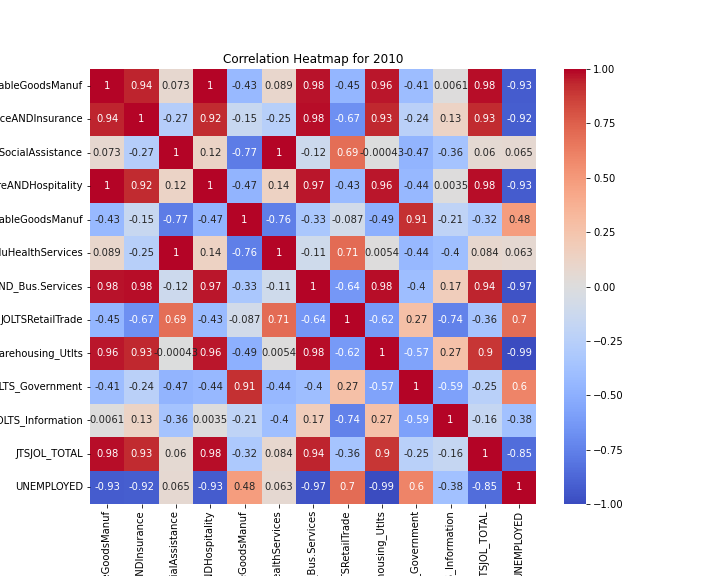 Correlation Heatmap for 2010
ableGoodsManuf 1 0.94 0.073 1 -0.43 0.089 0.98 -0.45 0.96 -0.41 0.0061 0.98 -0.93 1.00
ceANDInsurance 0.94 1 -0.27 0.92 -0.15 -0.25 0.98 -0.67 0.93 -0.24 0.13 0.93 -0.92
0.75
SocialAssistance 0.073 -0.27 1 0.12 -0.77 1 -0.12 0.69 -0.00043 -0.47 -0.36 0.06 0.065
0.50
reANDHospitality 1 0.92 0.12 1 -0.47 0.14 0.97 -0.43 0.96 -0.44 0.0035 0.98 -0.93
0.25
ableGoodsManuf -0.43 -0.15 -0.77 -0.47 1 -0.76 -0.33 -0.087 -0.49 0.91 -0.21 -0.32 0.48
duHealthServices 0.089 -0.25 1 0.14 -0.76 1 -0.11 0.71 0.0054 -0.44 -0.4 0.084 0.063
0.00
ND_Bus.Services 0.98 0.98 -0.12 0.97 -0.33 -0.11 1 -0.64 0.98 -0.4 0.17 0.94 -0.97
JOLTSRetailTrade -0.45 -0.67 0.69 -0.43 -0.087 0.71 -0.64 1 -0.62 0.27 -0.74 -0.36 0.7
-0.25
arehousing_Utlts 0.96 0.93 -0.00043 0.96 -0.49 0.0054 0.98 -0.62 1 -0.57 0.27 0.9 -0.99
LTS_Government -0.41 -0.24 -0.47 -0.44 0.91 -0.44 -0.4 0.27 -0.57 1 -0.59 -0.25 0.6
-0.50
OLTS_Information -0.0061 0.13 -0.36 0.0035 -0.21 -0.4 0.17 -0.74 0.27 -0.59 1 -0.16 -0.38
JTSJOL_TOTAL 0.98 0.93 0.06 0.98 -0.32 0.084 0.94 -0.36 0.9 -0.25 -0.16 1 -0.85
-0.75
UNEMPLOYED -0.93 -0.92 0.065 -0.93 0.48 0.063 -0.97 0.7 -0.99 0.6 -0.38 -0.85 1
-1.00
eGoodsManuf
NDInsurance
cialAssistance
NDHospitality
eGoodsManuf
ealthServices
Bus.Services
TSRetailTrade
housing_Utlts
_Government
_Information
TSJOL_TOTAL
UNEMPLOYED